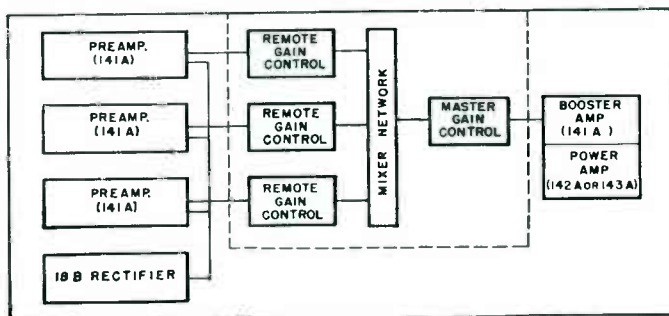 PREAMP.
(141A)
REMOTE
GAIN
CONTROL
PREAMP.
(141A)
REMOTE
GAIN
CONTROL
PREAMP.
(141A)
REMOTE
GAIN
CONTROL
18B RECTIFIER
MIXER NETWORK
MASTER
GAIN
CONTROL
BOOSTER
AMP
(141A)
POWER
AMP
(142A OR 143A)